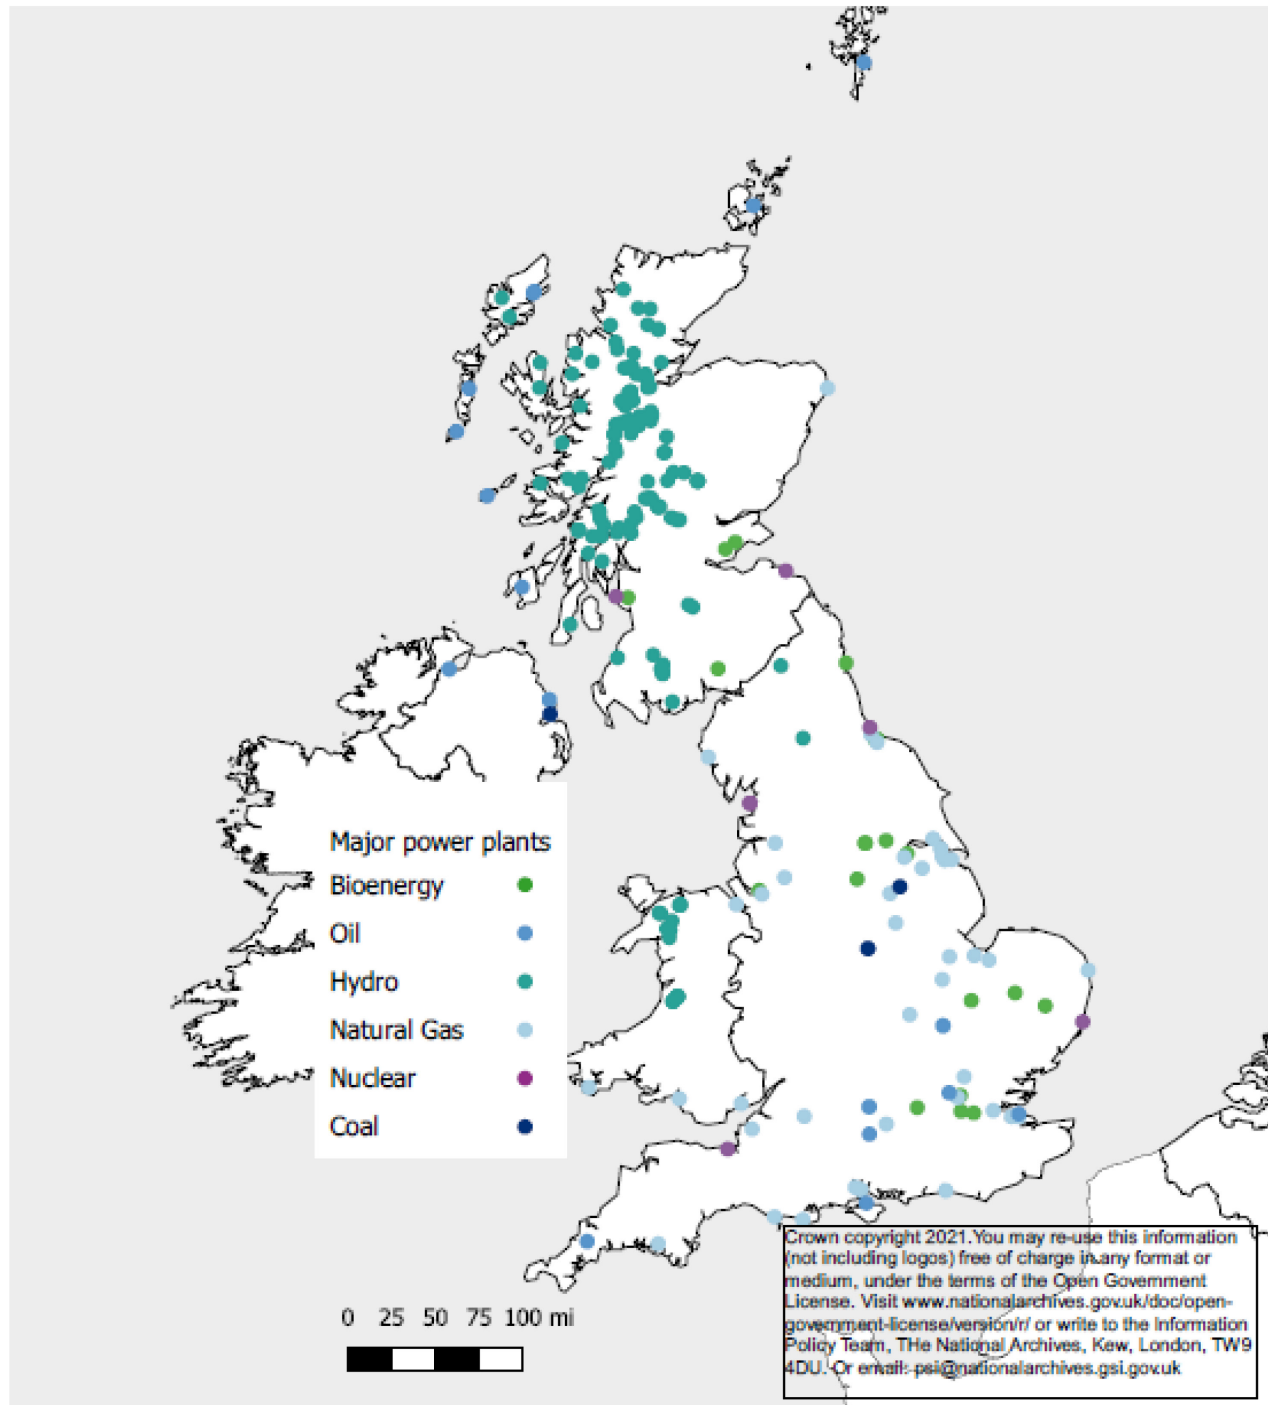 Major power plants
Bioenergy
Oil
Hydro
Natural Gas
Nuclear
Coal
0 25 50 75 100 mi
Crown copyright 2021.You may re-use this information
(not including logos) free of charge in any format or
medium, under the terms of the Open Government
License. Visit www.nationalarchives.gov.uk/doc/open-
government-license/version/r/ or write to the Information
Policy Team, THe National Archives, Kew, London, TW9
4DU. Or email: psi@nationalarchives.gsi.gov.uk